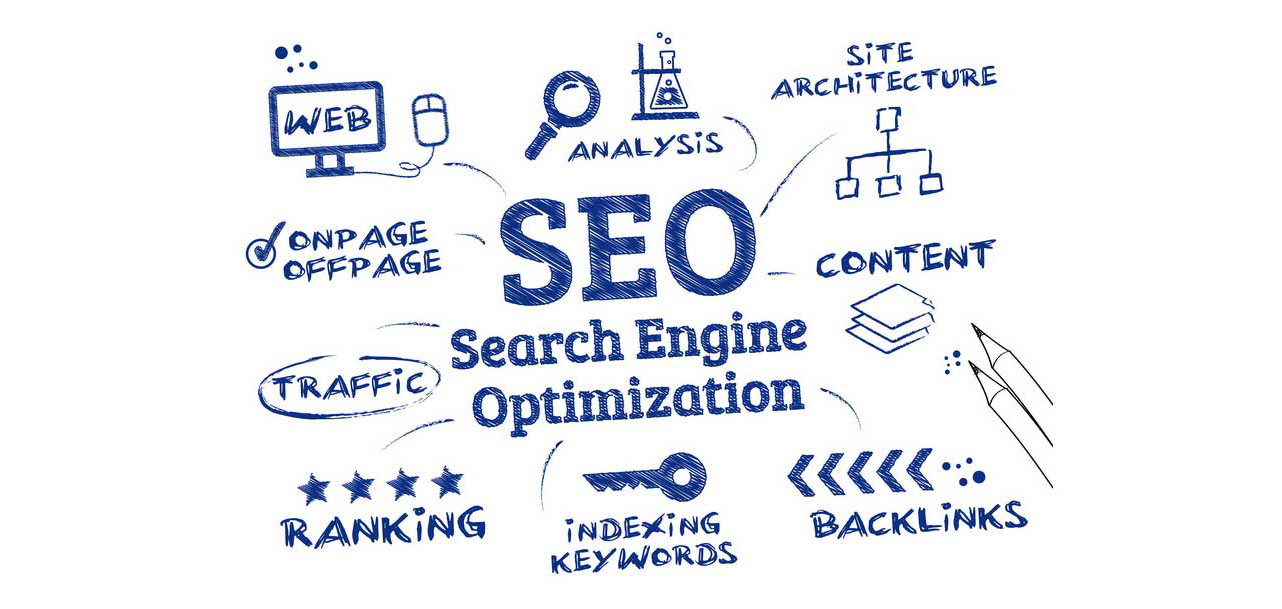 WEB
ANALYSIS
SITE
ARCHITECTURE
ONPAGE
OFFPAGE
SEO
Search Engine
Optimization
CONTENT
TRAFFIC
RANKING
INDEXING
KEYWORDS
BACKLINKS